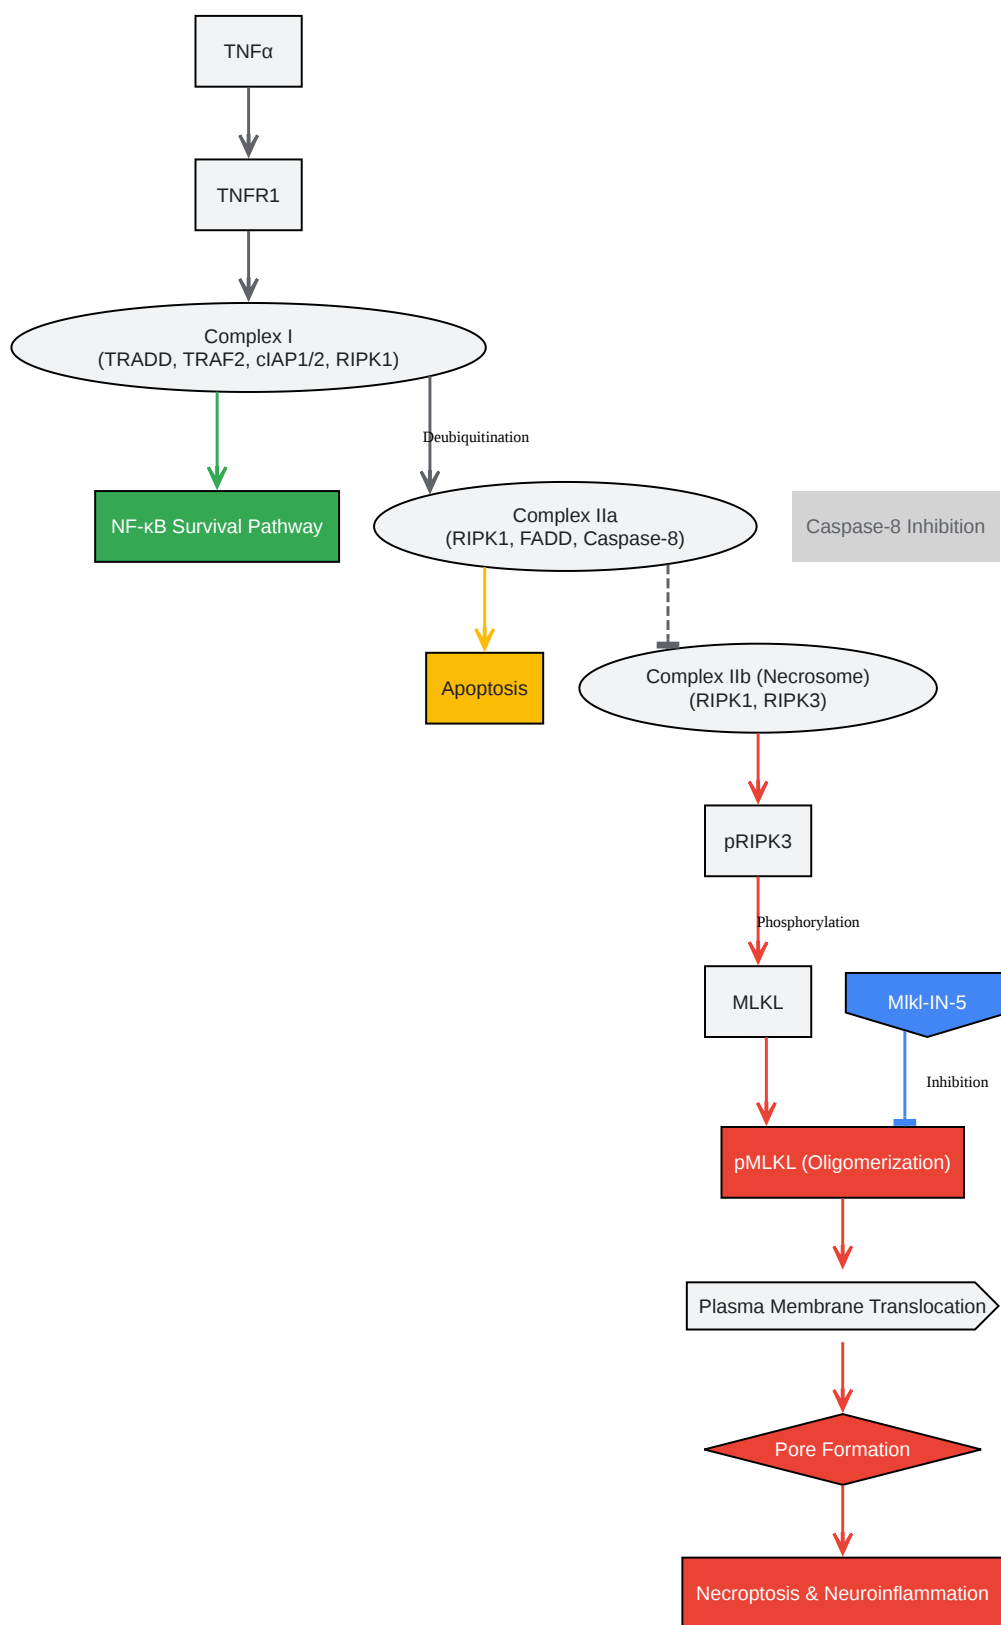 TNFα
TNFR1
Complex I
(TRADD, TRAF2, cIAP1/2, RIPK1)
Deubiquitination
NF-κB Survival Pathway
Complex IIa
(RIPK1, FADD, Caspase-8)
Caspase-8 Inhibition
Apoptosis
Complex IIb (Necrosome)
(RIPK1, RIPK3)
pRIPK3
Phosphorylation
MLKL
Mlkl-IN-5
Inhibition
pMLKL (Oligomerization)
Plasma Membrane Translocation
Pore Formation
Necroptosis & Neuroinflammation